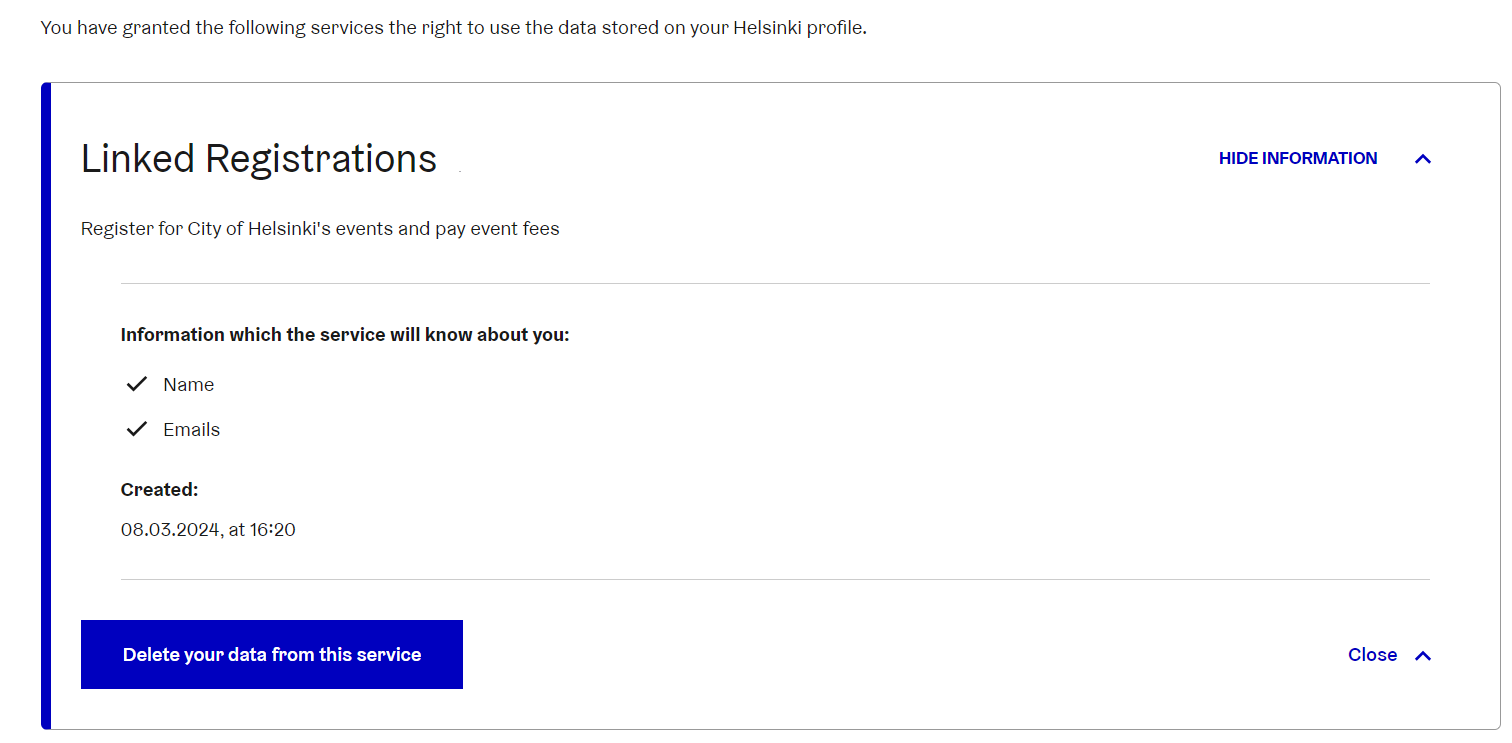 You have granted the following services the right to use the data stored on your Helsinki profile.
Linked Registrations
HIDE INFORMATION
Register for City of Helsinki's events and pay event fees
Information which the service will know about you:
Name
Emails
Created:
08.03.2024, at 16:20
Delete your data from this service
Close